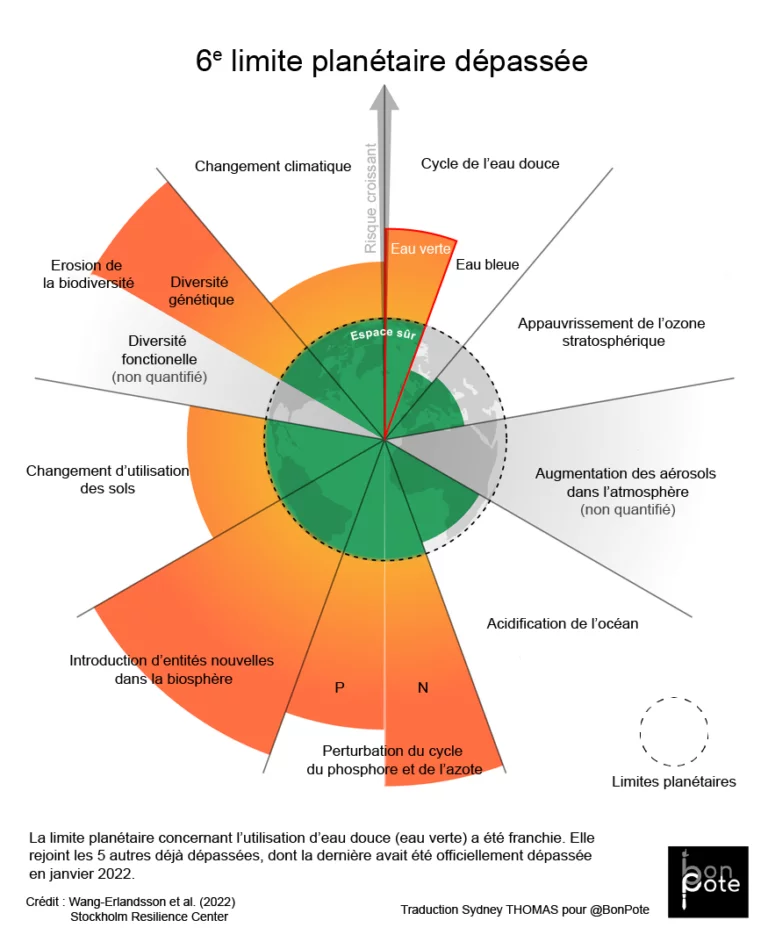 6e limite planétaire dépassée
Risque croissant
Changement climatique
Cycle de l'eau douce
Eau verte
Eau bleue
Erosion de
la biodiversité
Diversité
génétique
Diversité
fonctionelle
(non quantifié)
Espace sûr
Appauvrissement de l'ozone
stratosphérique
Changement d'utilisation
des sols
Augmentation des aérosols
dans l'atmosphère
(non quantifié)
Acidification de l'océan
Introduction d'entités nouvelles
dans la biosphère
P
N
Perturbation du cycle
du phosphore et de l'azote
Limites planétaires
La limite planétaire concernant l'utilisation d'eau douce (eau verte) a été franchie. Elle
rejoint les 5 autres déjà dépassées, dont la dernière avait été officiellement dépassée
en janvier 2022.
Crédit : Wang-Erlandsson et al. (2022)
Stockholm Resilience Center
Traduction Sydney THOMAS pour @BonPote
bon
pote